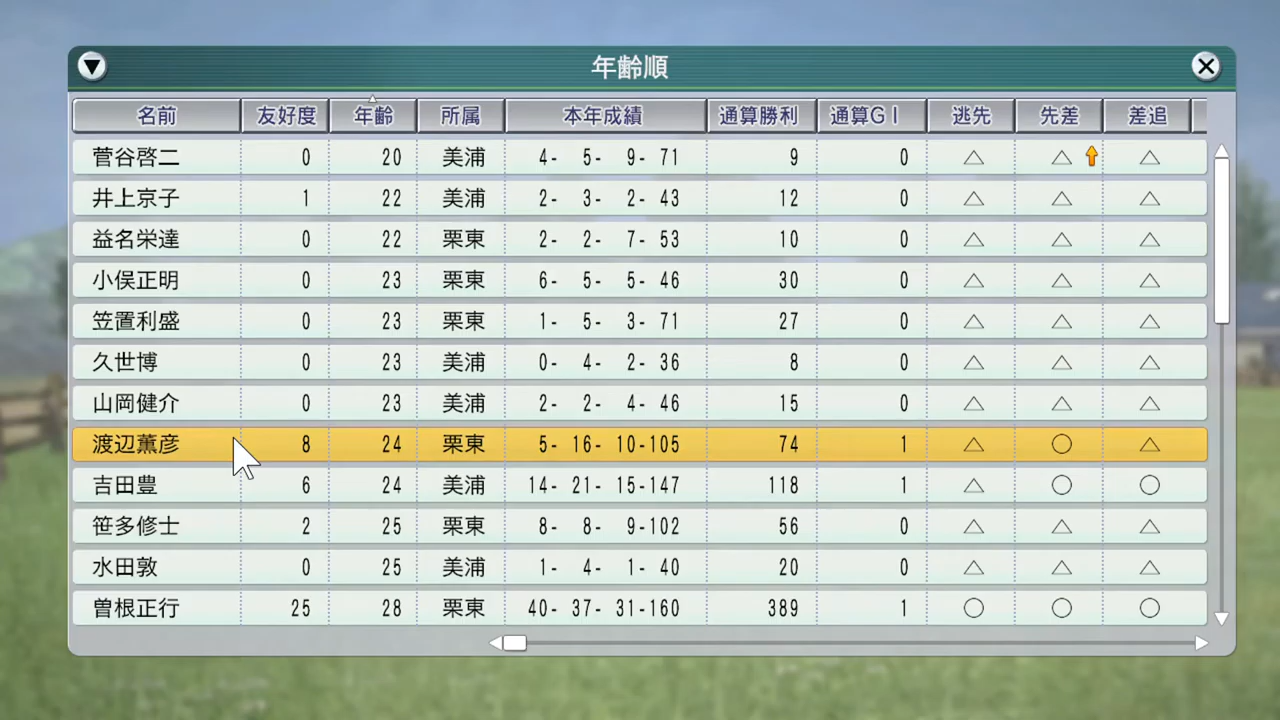 年齢順
名前 友好度 年齢 所属 本年成績 通算勝利 通算GⅠ 逃先 先差 差追
菅谷啓二 0 20 美浦 4- 5- 9- 71 9 0 △ △ △
井上京子 1 22 美浦 2- 3- 2- 43 12 0 △ △ △
益名栄達 0 22 栗東 2- 2- 7- 53 10 0 △ △ △
小俣正明 0 23 栗東 6- 5- 5- 46 30 0 △ △ △
笠置利盛 0 23 栗東 1- 5- 3- 71 27 0 △ △ △
久世博 0 23 美浦 0- 4- 2- 36 8 0 △ △ △
山岡健介 0 23 美浦 2- 2- 4- 46 15 0 △ △ △
渡辺薫彦 8 24 栗東 5- 16- 10-105 74 1 △ ○ △
吉田豊 6 24 美浦 14- 21- 15-147 118 1 △ ○ ○
笹多修士 2 25 栗東 8- 8- 9-102 56 0 △ △ △
水田敦 0 25 美浦 1- 4- 1- 40 20 0 △ △ △
曽根正行 25 28 栗東 40- 37- 31-160 389 1 ○ ○ ○